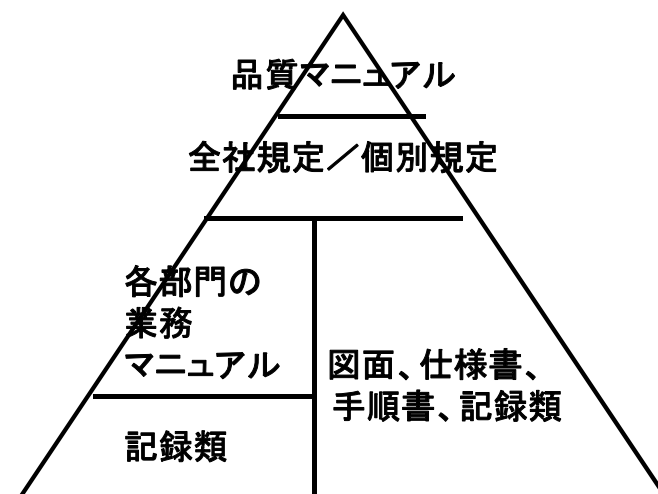 品質マニュアル
全社規定／個別規定
各部門の
業務
マニュアル
図面、仕様書、
手順書、記録類
記録類